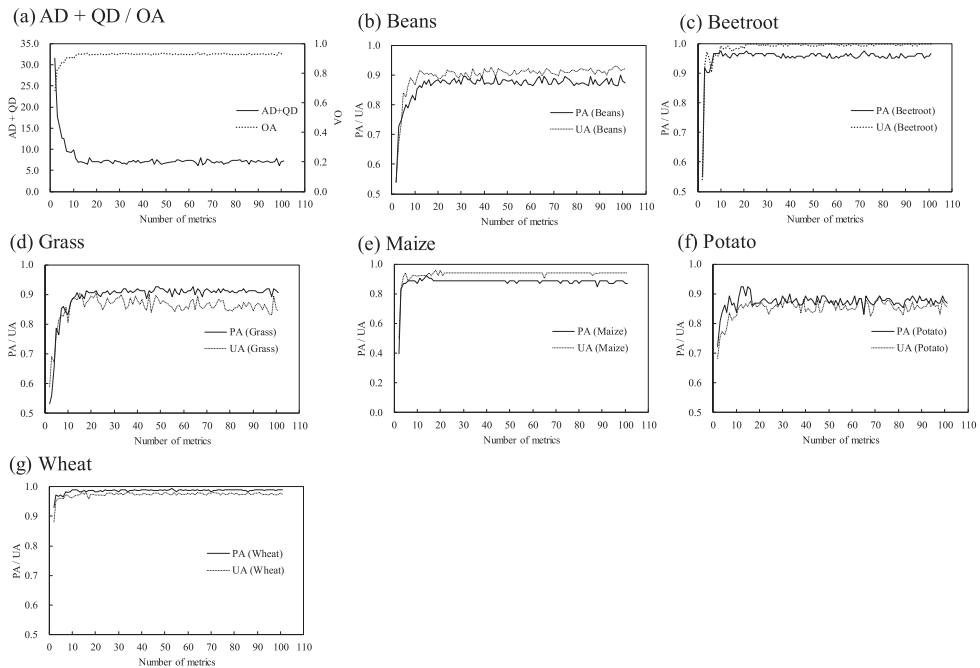 (a) AD + QD / OA
35.0
30.0
25.0
20.0
15.0
10.0
5.0
0.0
AD + QD
1.0
0.8
0.6
0.4
0.2
0.0
OA
AD+QD
OA
0 10 20 30 40 50 60 70 80 90 100 110
Number of metrics
(b) Beans
1.0
0.9
0.8
0.7
0.6
0.5
PA / UA
PA (Beans)
UA (Beans)
0 10 20 30 40 50 60 70 80 90 100 110
Number of metrics
(c) Beetroot
1.0
0.9
0.8
0.7
0.6
0.5
PA / UA
PA (Beetroot)
UA (Beetroot)
0 10 20 30 40 50 60 70 80 90 100 110
Number of metrics
(d) Grass
1.0
0.9
0.8
0.7
0.6
0.5
PA / UA
PA (Grass)
UA (Grass)
0 10 20 30 40 50 60 70 80 90 100 110
Number of metrics
(e) Maize
1.0
0.8
0.6
0.4
0.2
0.0
PA / UA
PA (Maize)
UA (Maize)
0 10 20 30 40 50 60 70 80 90 100 110
Number of metrics
(f) Potato
1.0
0.9
0.8
0.7
0.6
0.5
PA / UA
PA (Potato)
UA (Potato)
0 10 20 30 40 50 60 70 80 90 100 110
Number of metrics
(g) Wheat
1.0
0.9
0.8
0.7
0.6
0.5
PA / UA
PA (Wheat)
UA (Wheat)
0 10 20 30 40 50 60 70 80 90 100 110
Number of metrics